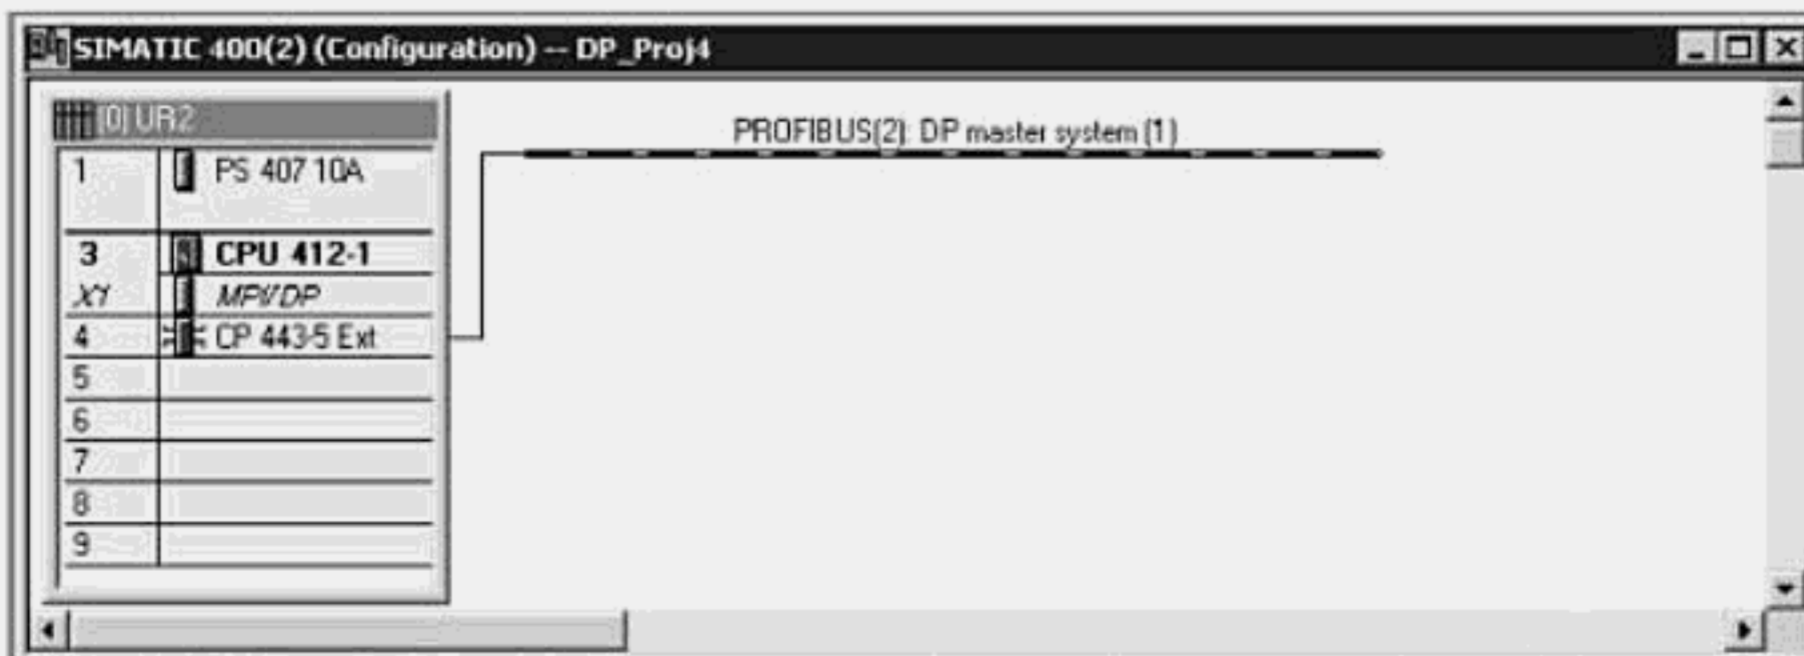 SIMATIC 400(2) (Configuration) -- DP_Proj4
(0) UR2
PROFIBUS(2): DP master system (1)
1 PS 407 10A
3 CPU 412-1
X1 MPI/DP
4 CP 443-5 Ext
5
6
7
8
9